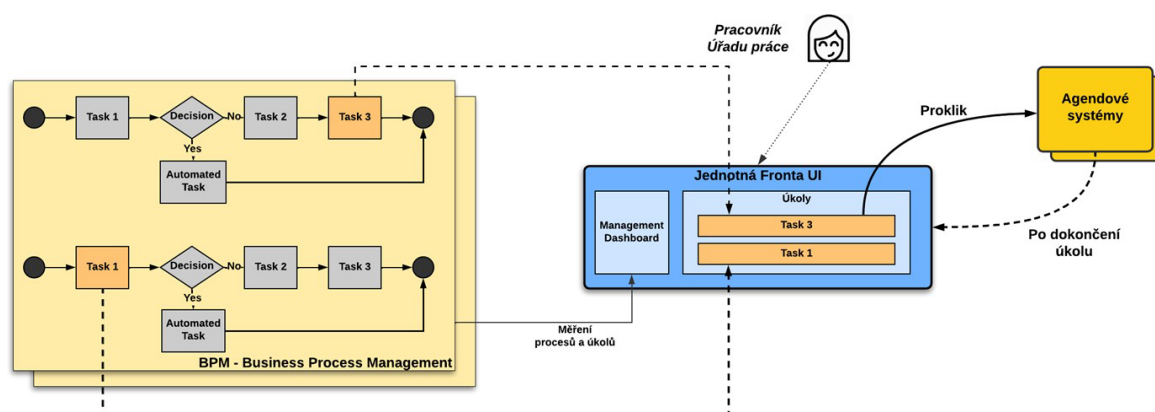 Pracovník
Úřadu práce
Task 1
Decision
No
Task 2
Task 3
Yes
Automated
Task
Task 1
Decision
No
Task 2
Task 3
Yes
Automated
Task
BPM - Business Process Management
Měření
procesů a úkolů
Jednotná Fronta UI
Management
Dashboard
Úkoly
Task 3
Task 1
Proklik
Agendové
systémy
Po dokončení
úkolu